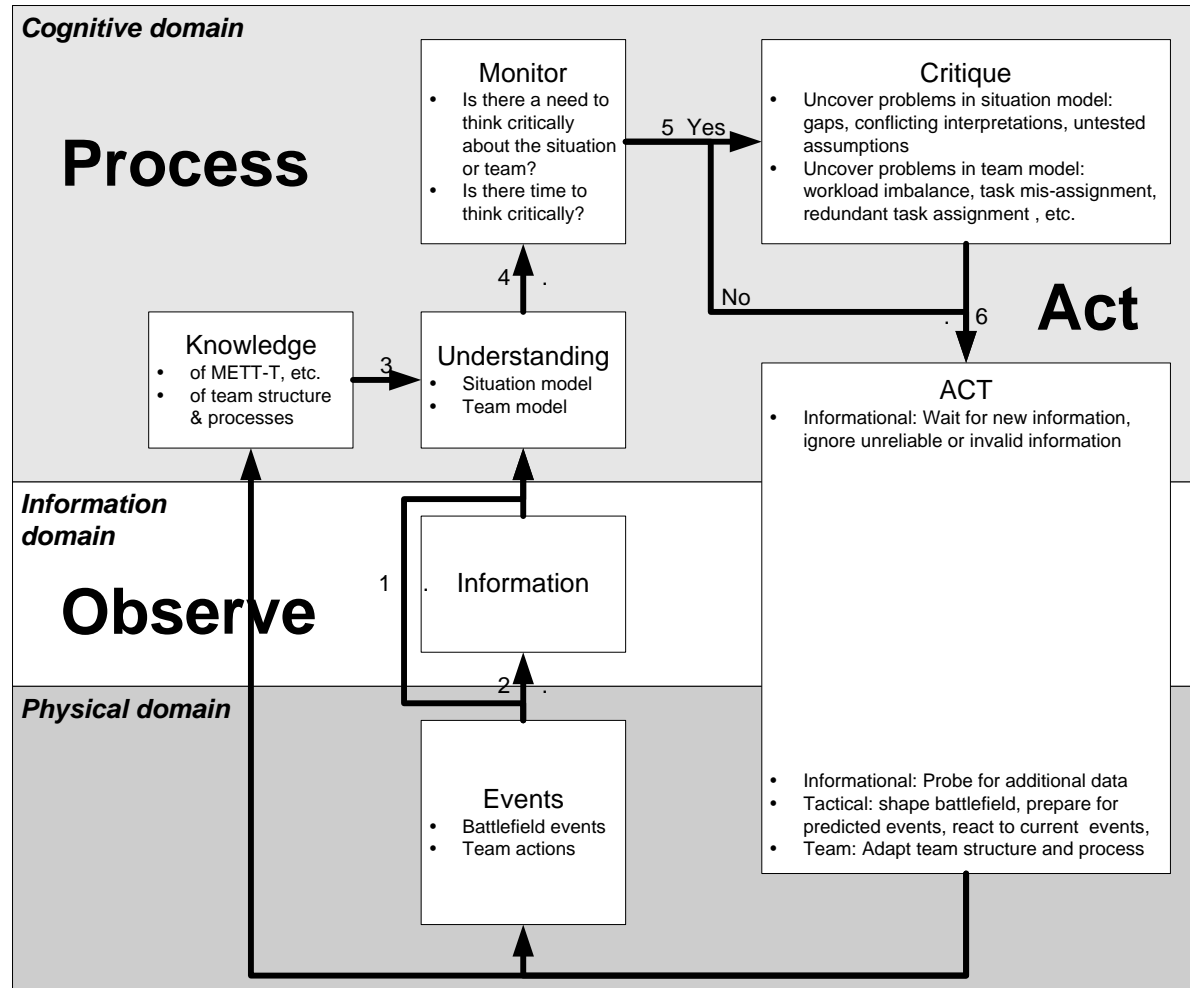 Cognitive domain
Process
Monitor
• Is there a need to
think critically
about the situation
or team?
• Is there time to
think critically?
5 Yes
Critique
• Uncover problems in situation model:
gaps, conflicting interpretations, untested
assumptions
• Uncover problems in team model:
workload imbalance, task mis-assignment,
redundant task assignment , etc.
4 .
No
. 6
Act
Knowledge
• of METT-T, etc.
• of team structure
& processes
3
Understanding
• Situation model
• Team model
ACT
• Informational: Wait for new information,
ignore unreliable or invalid information
Information
domain
Observe
1 .
Information
2 .
Physical domain
Events
• Battlefield events
• Team actions
• Informational: Probe for additional data
• Tactical: shape battlefield, prepare for
predicted events, react to current events,
• Team: Adapt team structure and process